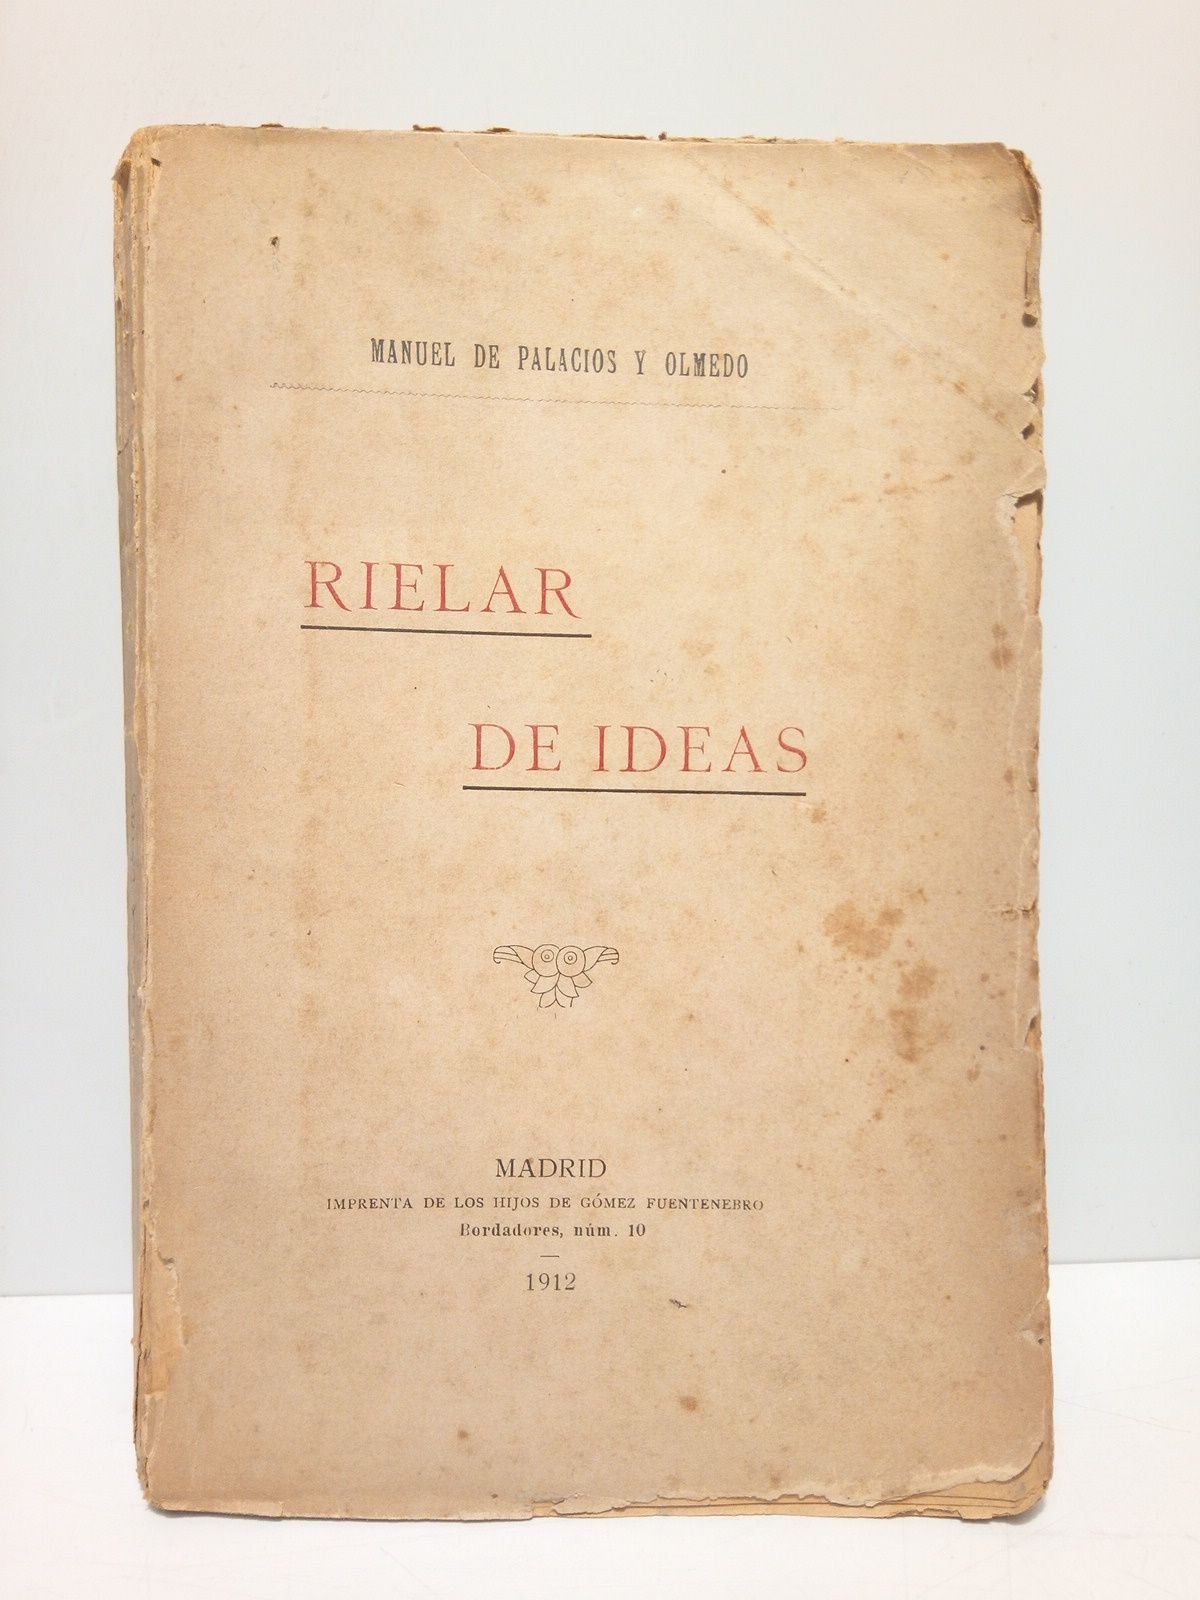 MANUEL DE PALACIOS Y OLMEDO
RIELAR
DE IDEAS
MADRID
IMPRENTA DE LOS HIJOS DE GÓMEZ FUENTENEBRO
Bordadores, núm. 10
1912